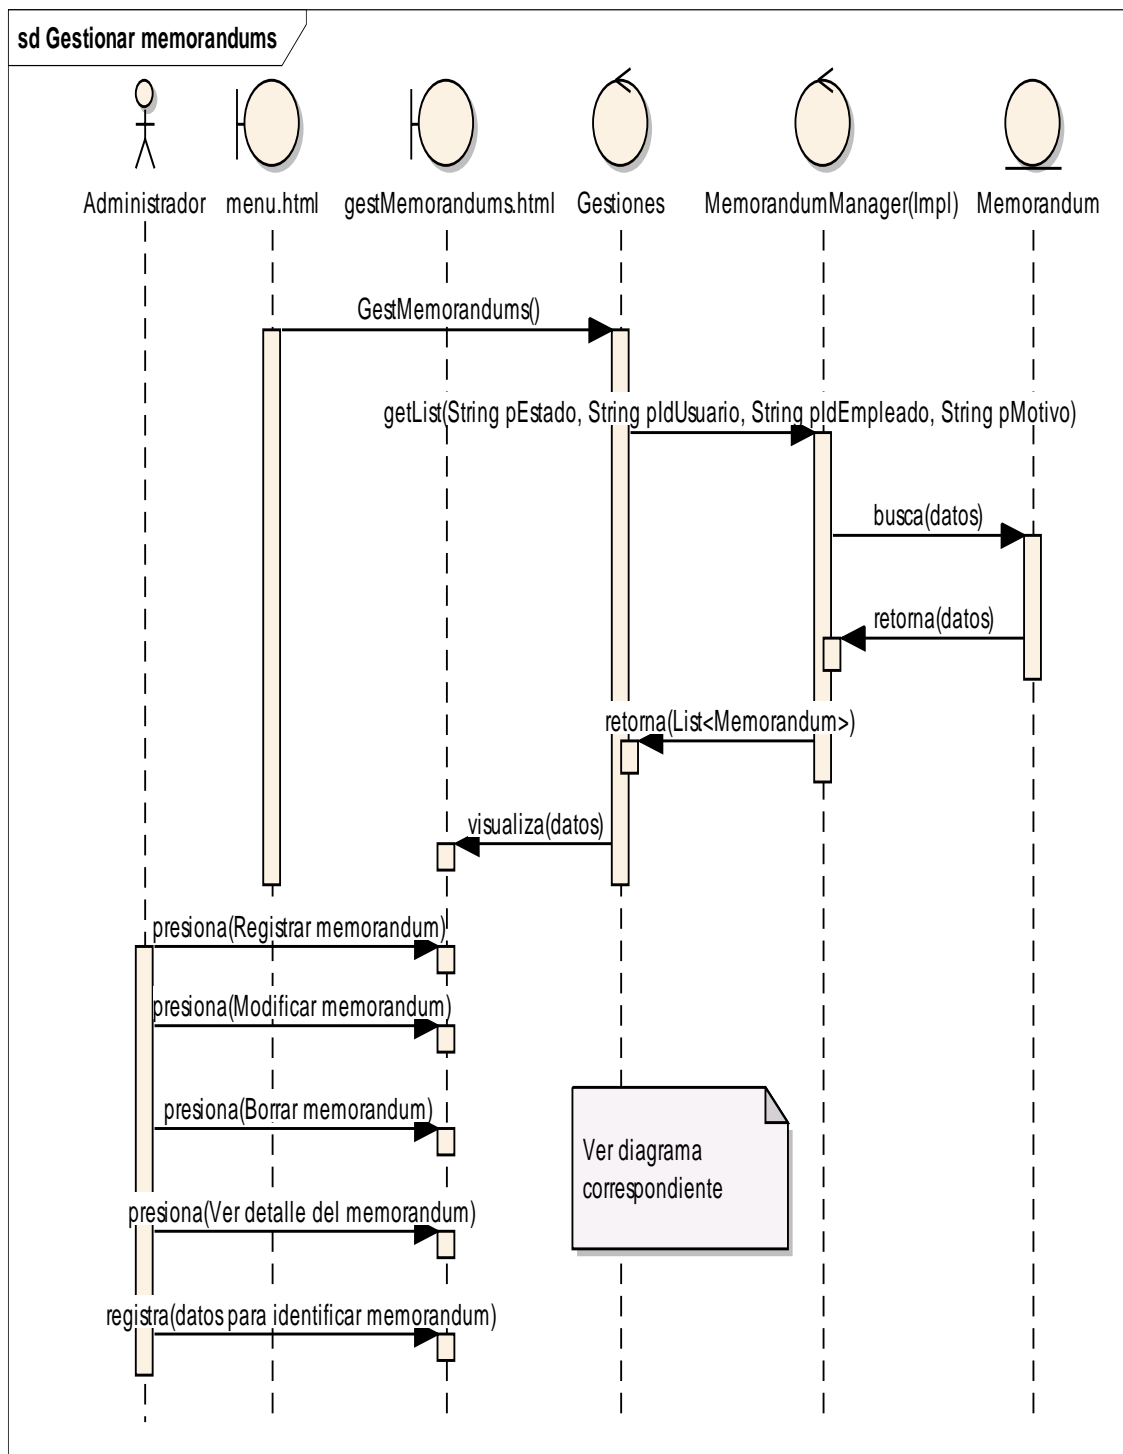 sd Gestionar memorandums
Administrador
menu.html
gestMemorandums.html
Gestiones
MemorandumManager(Impl)
Memorandum
GestMemorandums()
getList(String pEstado, String pIdUsuario, String pIdEmpleado, String pMotivo)
busca(datos)
retorna(datos)
retorna(List<Memorandum>)
visualiza(datos)
presiona(Registrar memorandum)
presiona(Modificar memorandum)
presiona(Borrar memorandum)
Ver diagrama
correspondiente
presiona(Ver detalle del memorandum)
registra(datos para identificar memorandum)